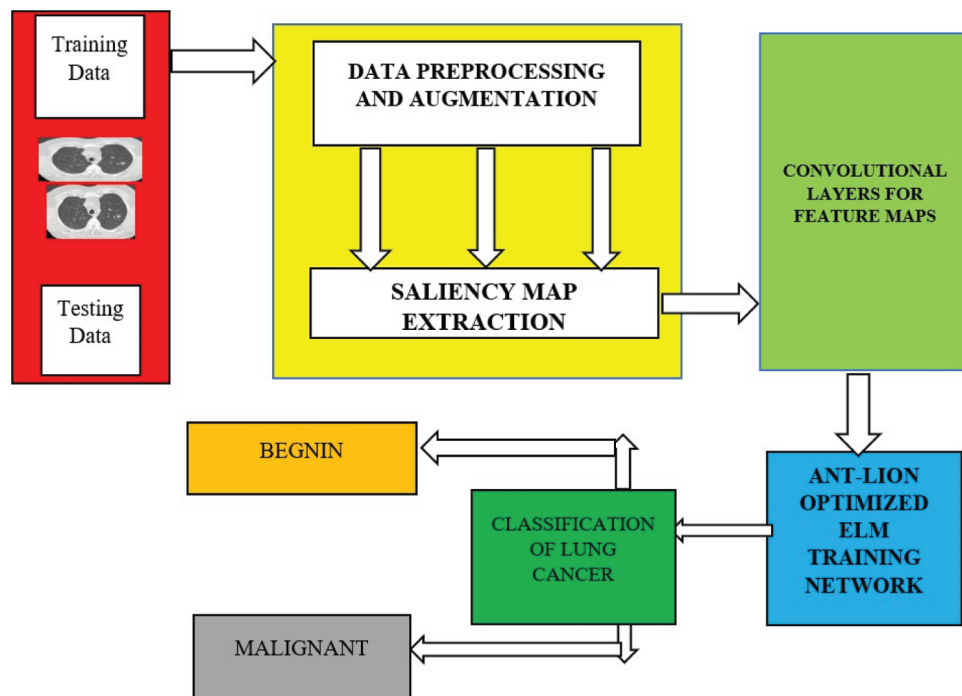 Training
Data
Testing
Data
DATA PREPROCESSING
AND AUGMENTATION
SALIENCY MAP
EXTRACTION
CONVOLUTIONAL
LAYERS FOR
FEATURE MAPS
ANT-LION
OPTIMIZED
ELM
TRAINING
NETWORK
CLASSIFICATION
OF LUNG
CANCER
BEGNIN
MALIGNANT